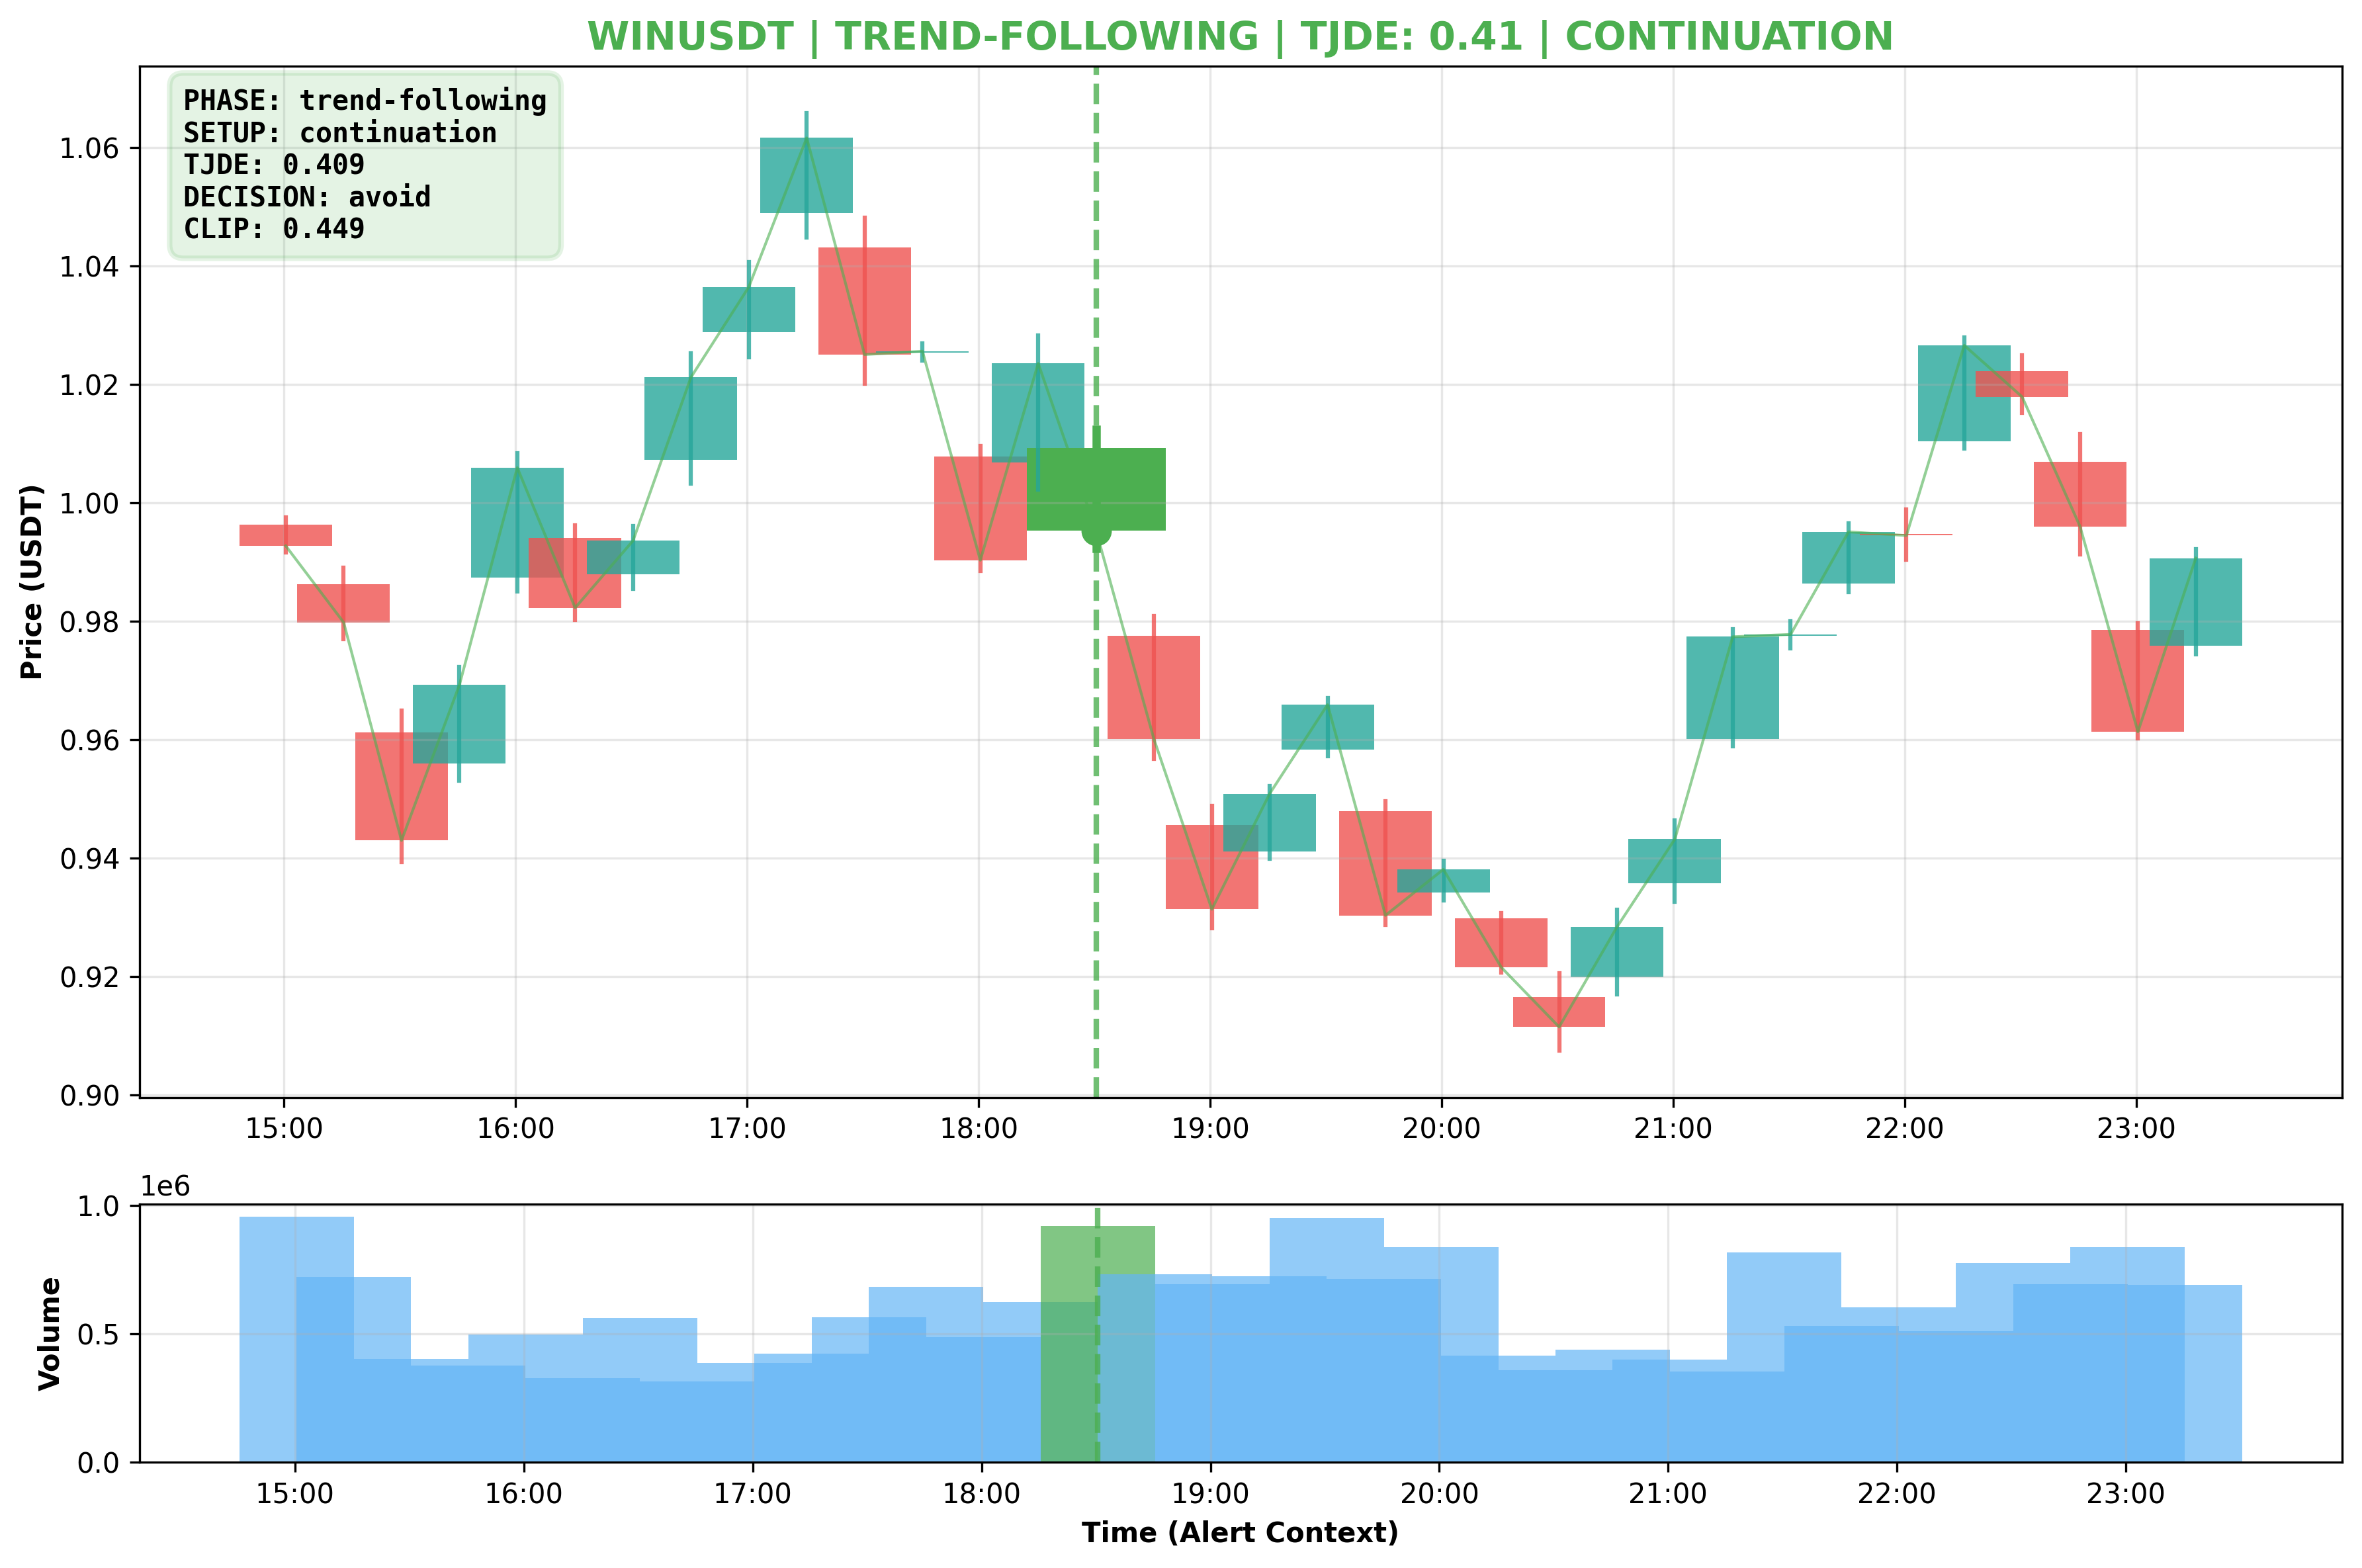 WINUSDT | TREND-FOLLOWING | TJDE: 0.41 | CONTINUATION
PHASE: trend-following
SETUP: continuation
TJDE: 0.409
DECISION: avoid
CLIP: 0.449
Price (USDT)
1.06
1.04
1.02
1.00
0.98
0.96
0.94
0.92
0.90
15:00 16:00 17:00 18:00 19:00 20:00 21:00 22:00 23:00
1e6
Volume
1.0
0.5
0.0
15:00 16:00 17:00 18:00 19:00 20:00 21:00 22:00 23:00
Time (Alert Context)